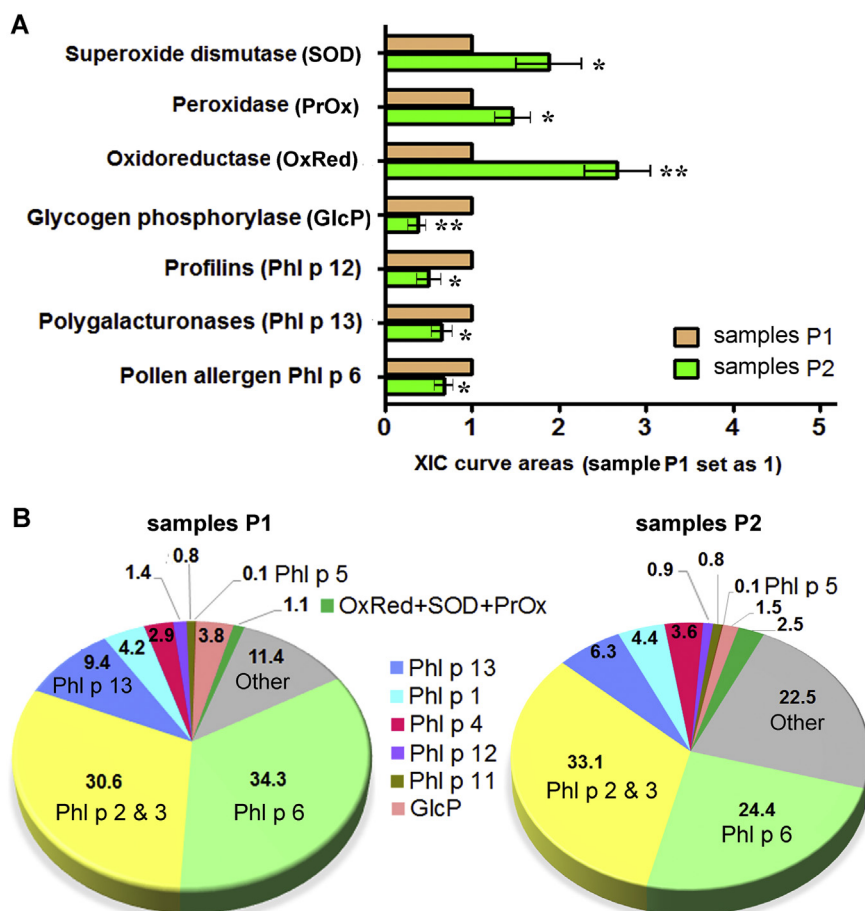 A
Superoxide dismutase (SOD)
*
Peroxidase (PrOx)
*
Oxidoreductase (OxRed)
**
Glycogen phosphorylase (GlcP)
**
Profilins (Phl p 12)
*
Polygalacturonases (Phl p 13)
*
Pollen allergen Phl p 6
*
samples P1
samples P2
0 1 2 3 4 5
XIC curve areas (sample P1 set as 1)
B
samples P1
0.8
1.4
0.1 Phl p 5
1.1
2.9
3.8
4.2
9.4
Phl p 13
11.4
Other
30.6
Phl p 2 & 3
34.3
Phl p 6
OxRed+SOD+PrOx
Phl p 13
Phl p 1
Phl p 4
Phl p 12
Phl p 11
GlcP
samples P2
0.8
0.9
0.1 Phl p 5
1.5
2.5
3.6
4.4
6.3
22.5
Other
33.1
Phl p 2 & 3
24.4
Phl p 6